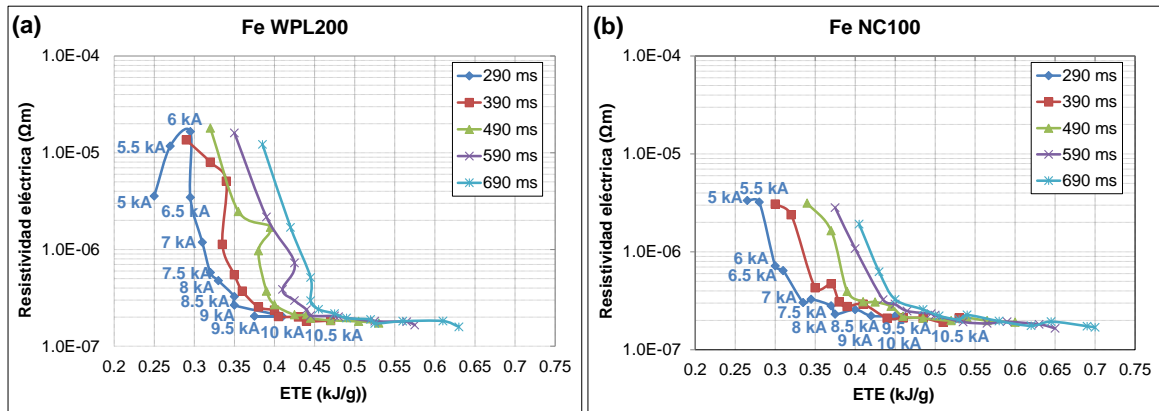 (a)
Fe WPL200
1.0E-04
1.0E-05
1.0E-06
1.0E-07
Resistividad eléctrica (Ωm)
290 ms
390 ms
490 ms
590 ms
690 ms
6 kA
5.5 kA
5 kA
6.5 kA
7 kA
7.5 kA
8 kA
8.5 kA
9 kA
9.5 kA
10 kA
10.5 kA
0.2 0.25 0.3 0.35 0.4 0.45 0.5 0.55 0.6 0.65 0.7 0.75
ETE (kJ/g))
(b)
Fe NC100
1.0E-04
1.0E-05
1.0E-06
1.0E-07
Resistividad eléctrica (Ωm)
290 ms
390 ms
490 ms
590 ms
690 ms
5 kA
5.5 kA
6 kA
6.5 kA
7 kA
7.5 kA
8 kA
8.5 kA
9 kA
9.5 kA
10 kA
10.5 kA
0.2 0.25 0.3 0.35 0.4 0.45 0.5 0.55 0.6 0.65 0.7 0.75
ETE (kJ/g)